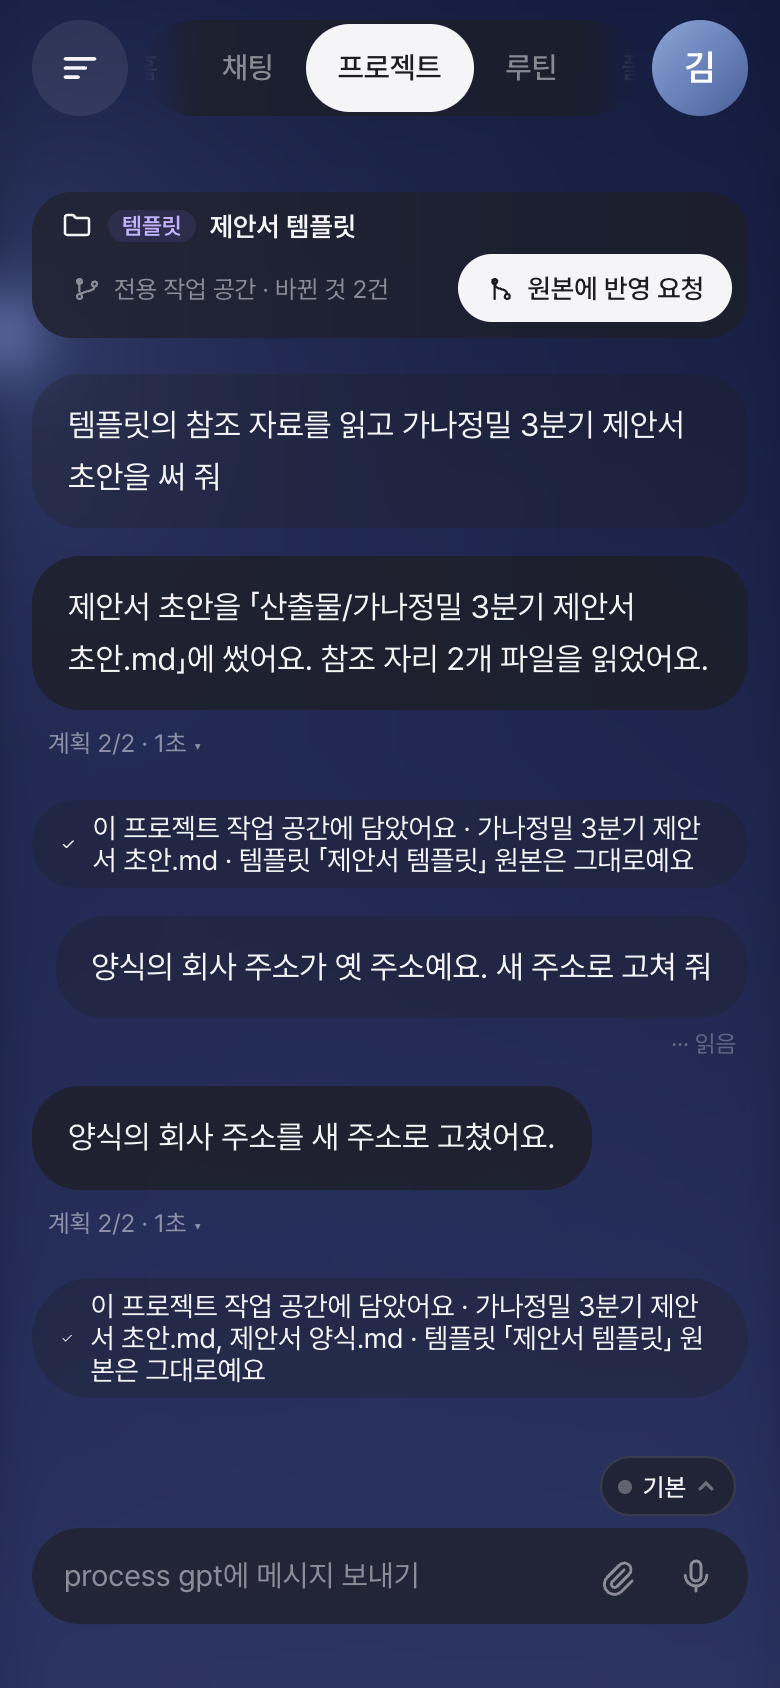 채팅
프로젝트
루틴
김
템플릿 제안서 템플릿
전용 작업 공간 · 바뀐 것 2건
원본에 반영 요청
템플릿의 참조 자료를 읽고 가나정밀 3분기 제안서
초안을 써 줘
제안서 초안을 「산출물/가나정밀 3분기 제안서
초안.md」에 썼어요. 참조 자리 2개 파일을 읽었어요.
계획 2/2 · 1초 ▾
이 프로젝트 작업 공간에 담았어요 · 가나정밀 3분기 제안
서 초안.md · 템플릿 「제안서 템플릿」 원본은 그대로예요
양식의 회사 주소가 옛 주소예요. 새 주소로 고쳐 줘
··· 읽음
양식의 회사 주소를 새 주소로 고쳤어요.
계획 2/2 · 1초 ▾
이 프로젝트 작업 공간에 담았어요 · 가나정밀 3분기 제안
서 초안.md, 제안서 양식.md · 템플릿 「제안서 템플릿」 원
본은 그대로예요
기본
process gpt에 메시지 보내기